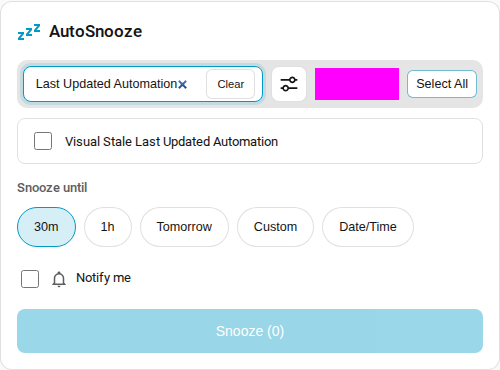 zzz AutoSnooze
Last Updated Automation× Clear Select All
Visual Stale Last Updated Automation
Snooze until
30m 1h Tomorrow Custom Date/Time
Notify me
Snooze (0)